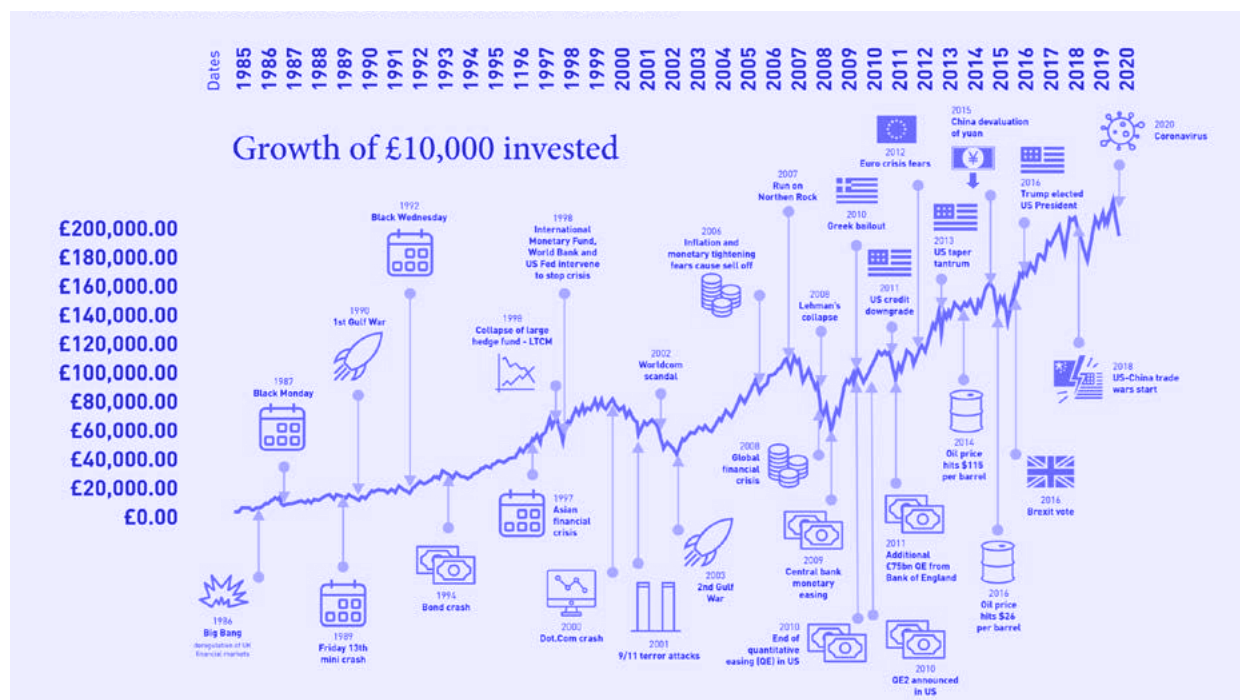 Dates
1985
1986
1987
1988
1989
1990
1991
1992
1993
1994
1995
1196
1997
1998
1999
2000
2001
2002
2003
2004
2005
2006
2007
2008
2009
2010
2011
2012
2013
2014
2015
2016
2017
2018
2019
2020
Growth of £10,000 invested
£200,000.00
£180,000.00
£160,000.00
£140,000.00
£120,000.00
£100,000.00
£80,000.00
£60,000.00
£40,000.00
£20,000.00
£0.00
1986
Big Bang
deregulation of UK
financial markets
1987
Black Monday
1989
Friday 13th
mini crash
1990
1st Gulf War
1992
Black Wednesday
1994
Bond crash
1997
Asian
financial
crisis
1998
Collapse of large
hedge fund - LTCM
1998
International
Monetary Fund,
World Bank and
US Fed intervene
to stop crisis
2000
Dot.Com crash
2001
9/11 terror attacks
2002
Worldcom
scandal
2003
2nd Gulf
War
2006
Inflation and
monetary tightening
fears cause sell off
2007
Run on
Northen Rock
2008
Lehman's
collapse
2008
Global
financial
crisis
2009
Central bank
monetary
easing
2010
Greek bailout
2010
End of
quantitative
easing (QE) in US
2010
QE2 announced
in US
2011
US credit
downgrade
2011
Additional
£75bn QE from
Bank of England
2012
Euro crisis fears
2013
US taper
tantrum
2014
Oil price
hits $115
per barrel
2015
China devaluation
of yuan
¥
2016
Oil price
hits $26
per barrel
2016
Brexit vote
2016
Trump elected
US President
2018
US-China trade
wars start
2020
Coronavirus